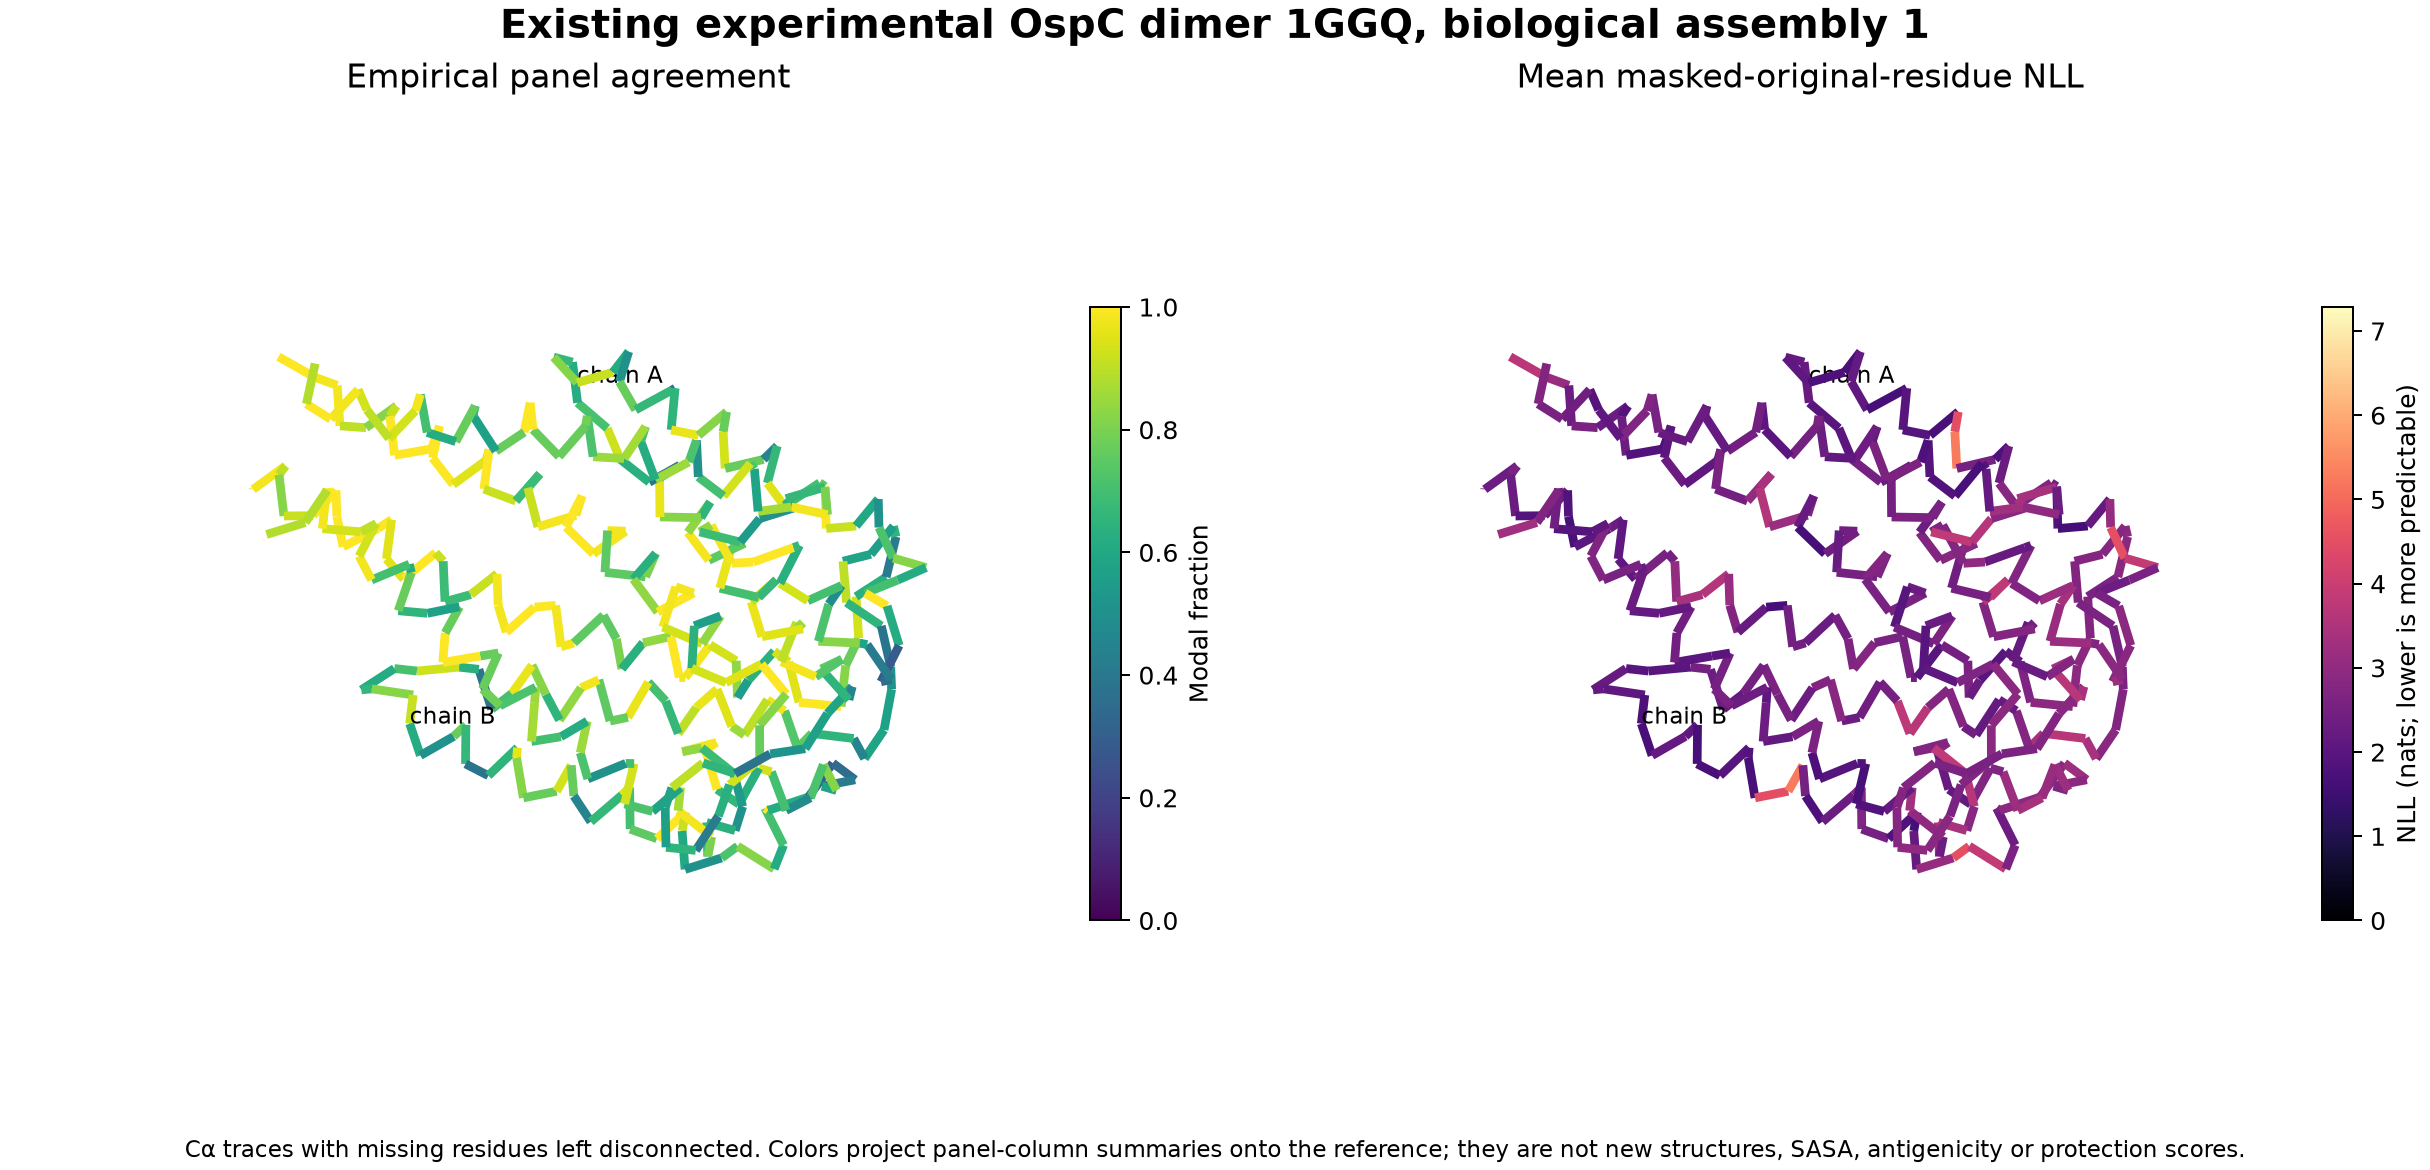 Existing experimental OspC dimer 1GGQ, biological assembly 1
Empirical panel agreement
Mean masked-original-residue NLL
chain A
chain B
1.0
0.8
0.6
0.4
0.2
0.0
Modal fraction
chain A
chain B
7
6
5
4
3
2
1
0
NLL (nats; lower is more predictable)
Cα traces with missing residues left disconnected. Colors project panel-column summaries onto the reference; they are not new structures, SASA, antigenicity or protection scores.